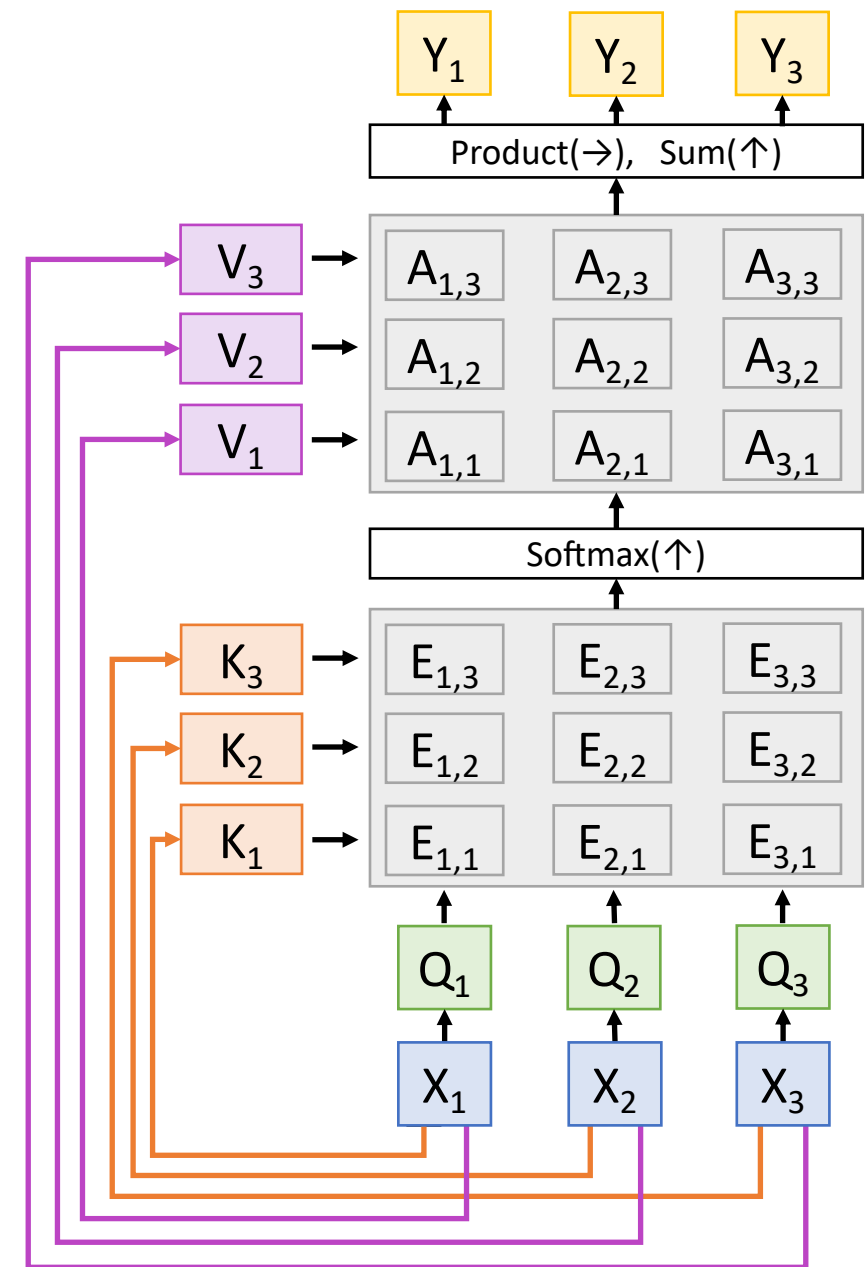 Y1 Y2 Y3
Product(→), Sum(↑)
V3 A1,3 A2,3 A3,3
V2 A1,2 A2,2 A3,2
V1 A1,1 A2,1 A3,1
Softmax(↑)
K3 E1,3 E2,3 E3,3
K2 E1,2 E2,2 E3,2
K1 E1,1 E2,1 E3,1
Q1 Q2 Q3
X1 X2 X3